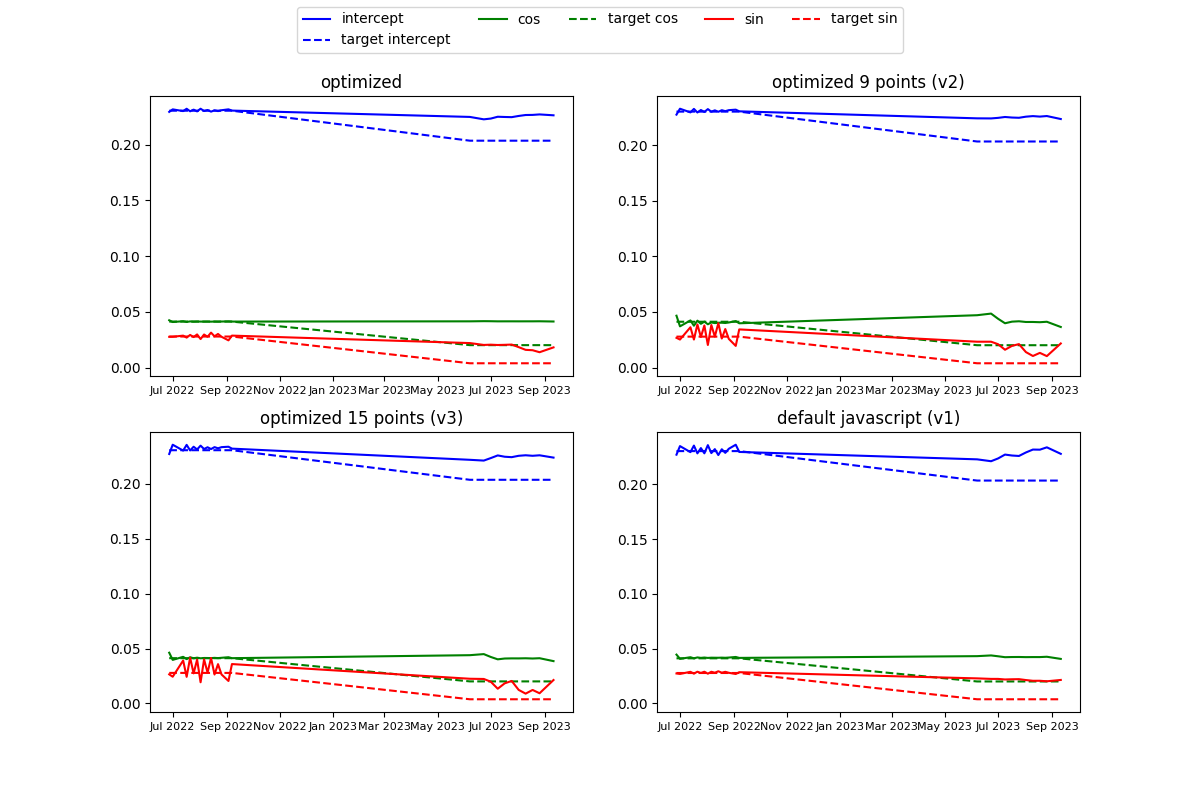 intercept cos target cos sin target sin
target intercept
optimized
0.20
0.15
0.10
0.05
0.00
Jul 2022 Sep 2022 Nov 2022 Jan 2023 Mar 2023 May 2023 Jul 2023 Sep 2023
optimized 9 points (v2)
0.20
0.15
0.10
0.05
0.00
Jul 2022 Sep 2022 Nov 2022 Jan 2023 Mar 2023 May 2023 Jul 2023 Sep 2023
optimized 15 points (v3)
0.20
0.15
0.10
0.05
0.00
Jul 2022 Sep 2022 Nov 2022 Jan 2023 Mar 2023 May 2023 Jul 2023 Sep 2023
default javascript (v1)
0.20
0.15
0.10
0.05
0.00
Jul 2022 Sep 2022 Nov 2022 Jan 2023 Mar 2023 May 2023 Jul 2023 Sep 2023